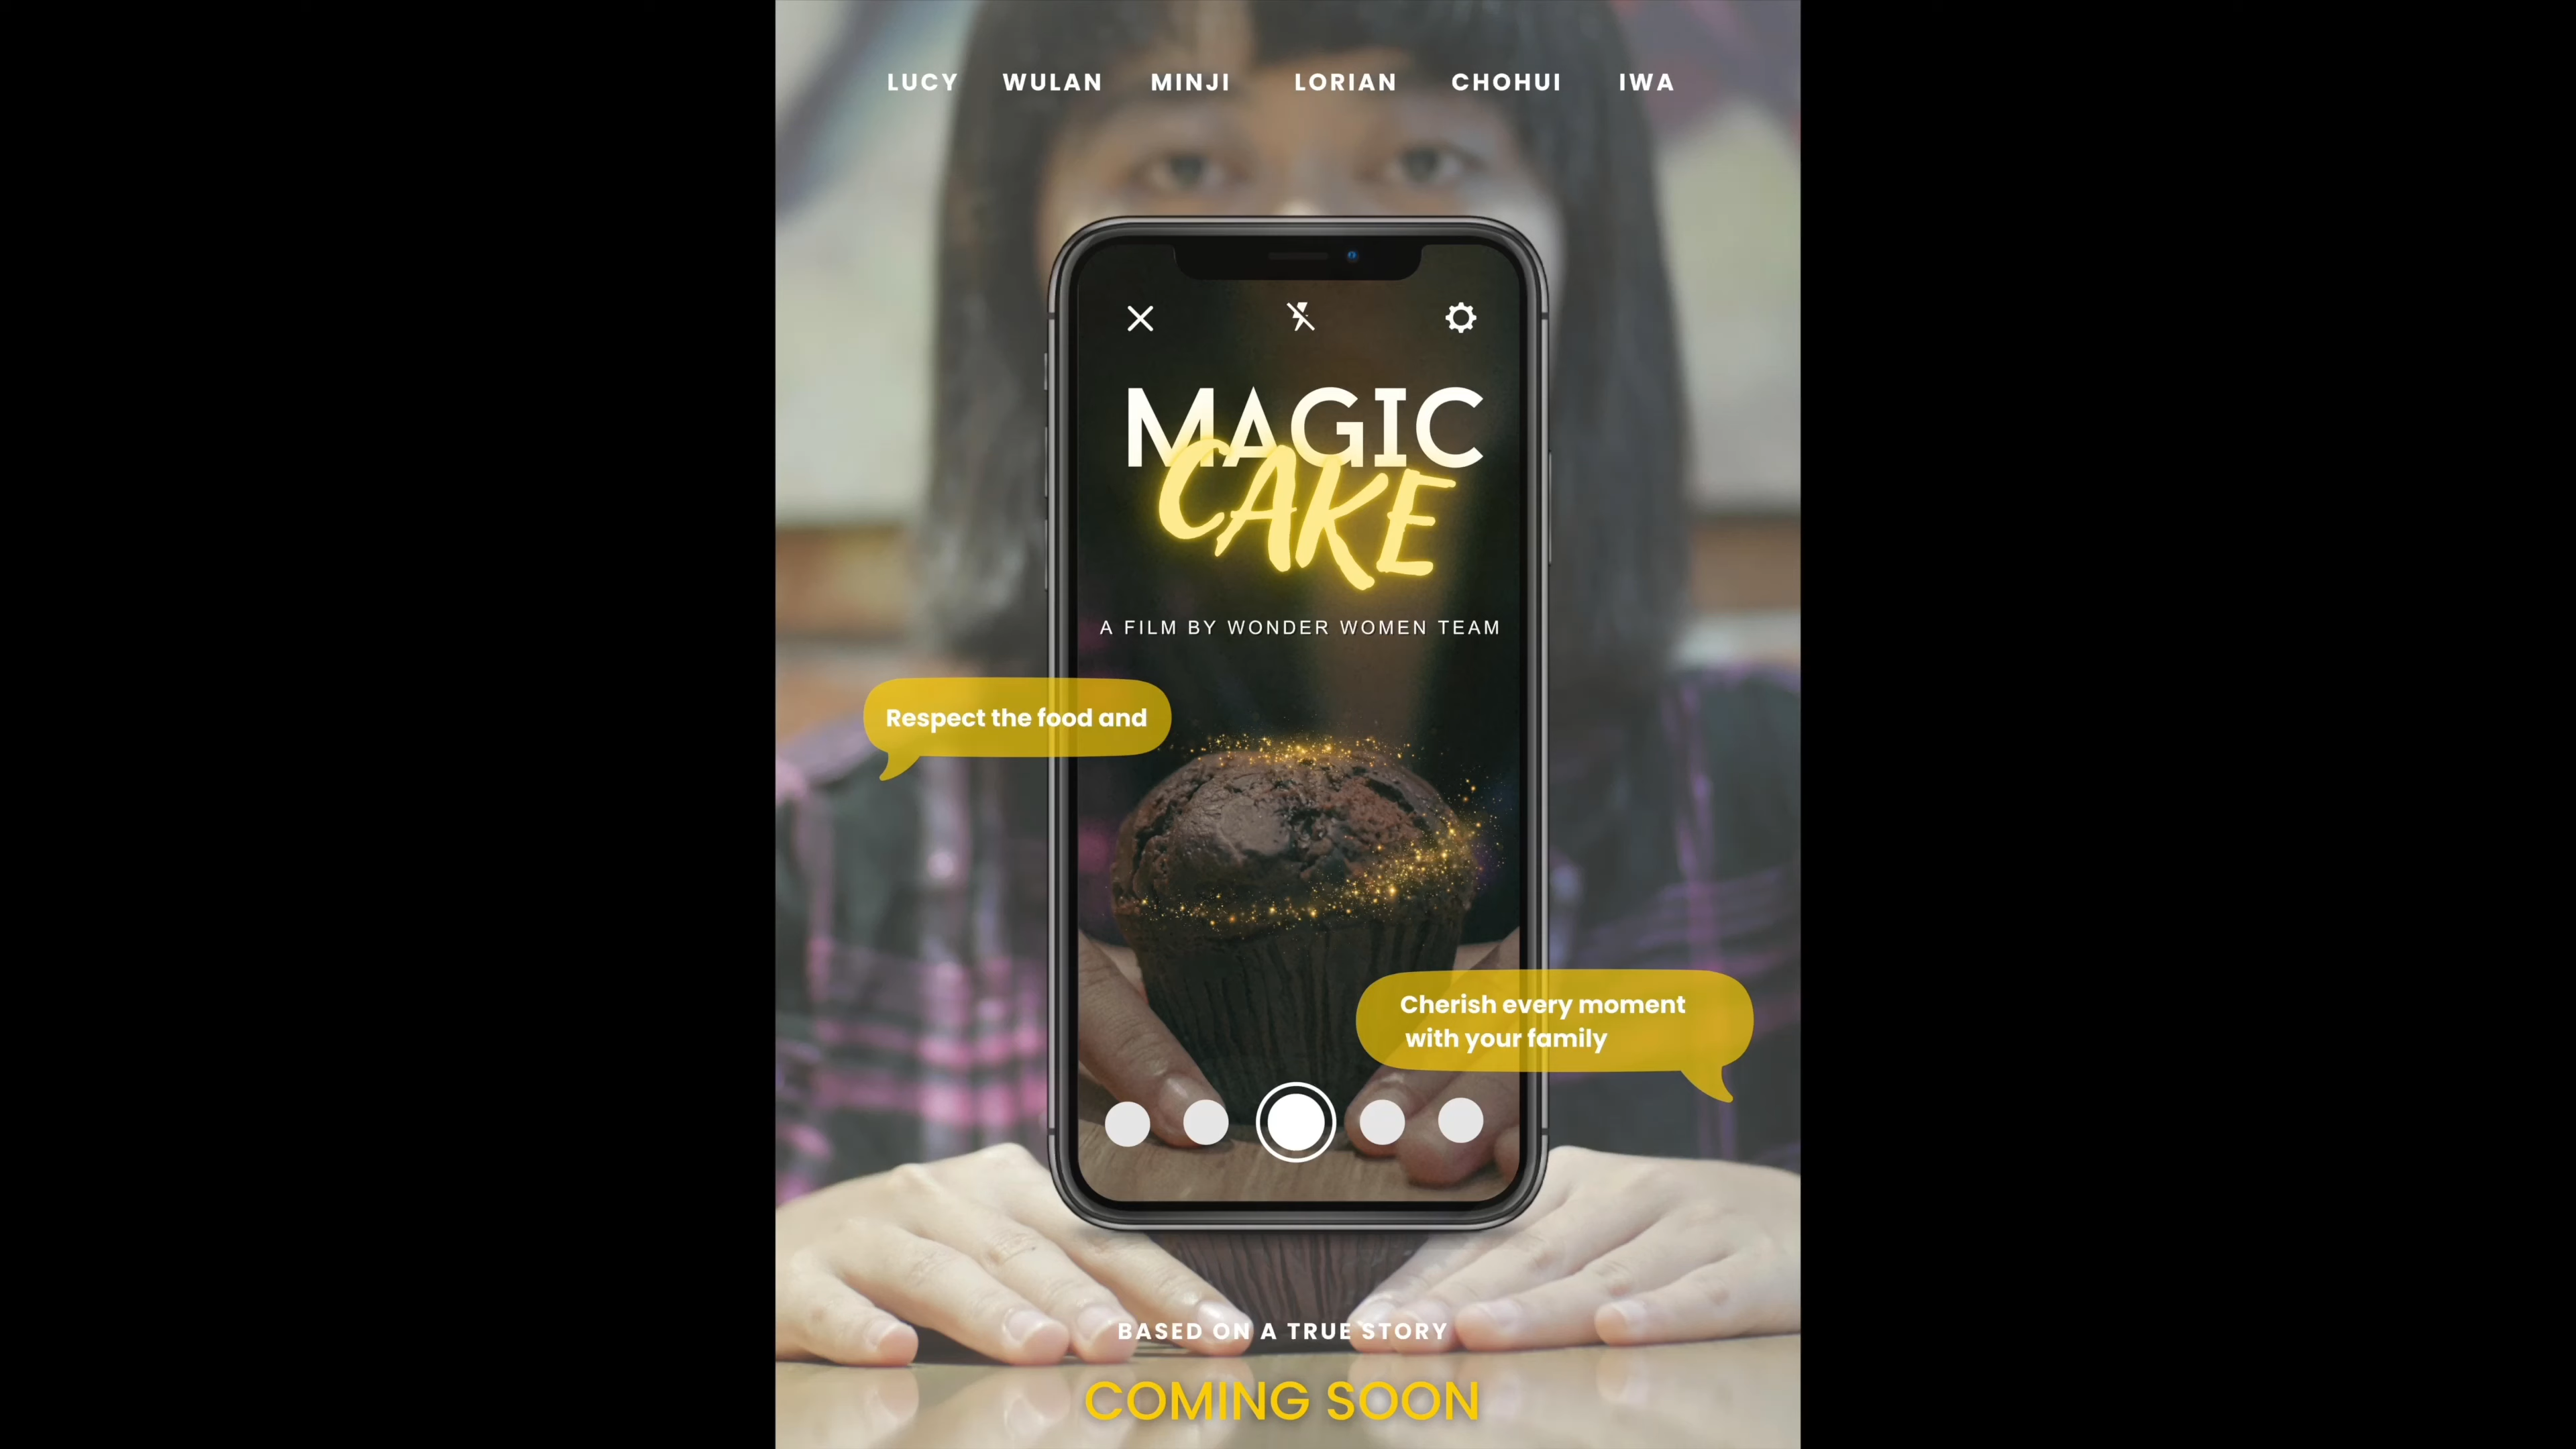 LUCY WULAN MINJI LORIAN CHOHUI IWA
MAGIC
CAKE
A FILM BY WONDER WOMEN TEAM
Respect the food and
Cherish every moment
with your family
BASED ON A TRUE STORY
COMING SOON